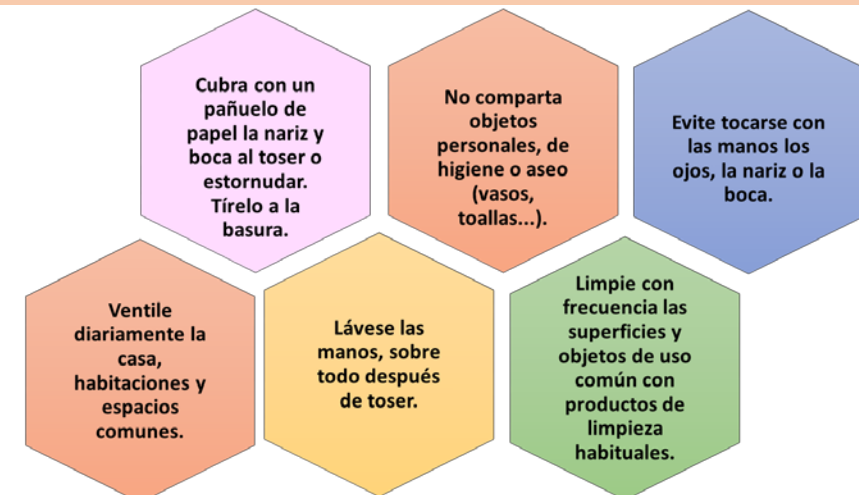 Cubra con un
pañuelo de
papel la nariz y
boca al toser o
estornudar.
Tírelo a la
basura.
No comparta
objetos
personales, de
higiene o aseo
(vasos,
toallas...).
Evite tocarse con
las manos los
ojos, la nariz o la
boca.
Ventile
diariamente la
casa,
habitaciones y
espacios
comunes.
Lávese las
manos, sobre
todo después
de toser.
Limpie con
frecuencia las
superficies y
objetos de uso
común con
productos de
limpieza
habituales.